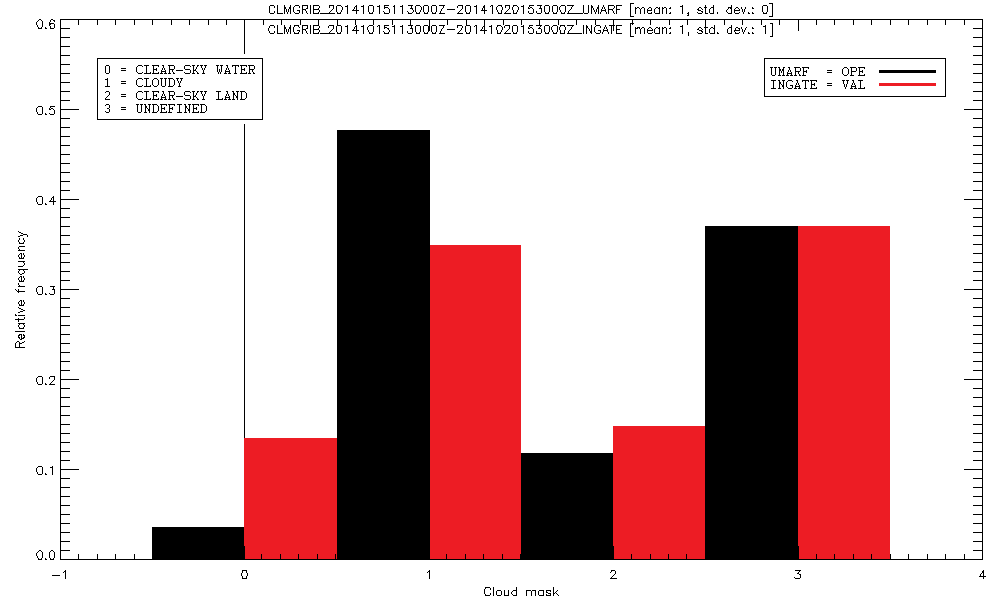 CLMGRIB_20141015113000Z-20141020153000Z_UMARF [mean: 1, std. dev.: 0]
CLMGRIB_20141015113000Z-20141020153000Z_INGATE [mean: 1, std. dev.: 1]
0 = CLEAR-SKY WATER
1 = CLOUDY
2 = CLEAR-SKY LAND
3 = UNDEFINED
UMARF = OPE
INGATE = VAL
Relative frequency
0.6
0.5
0.4
0.3
0.2
0.1
0.0
-1 0 1 2 3 4
Cloud mask